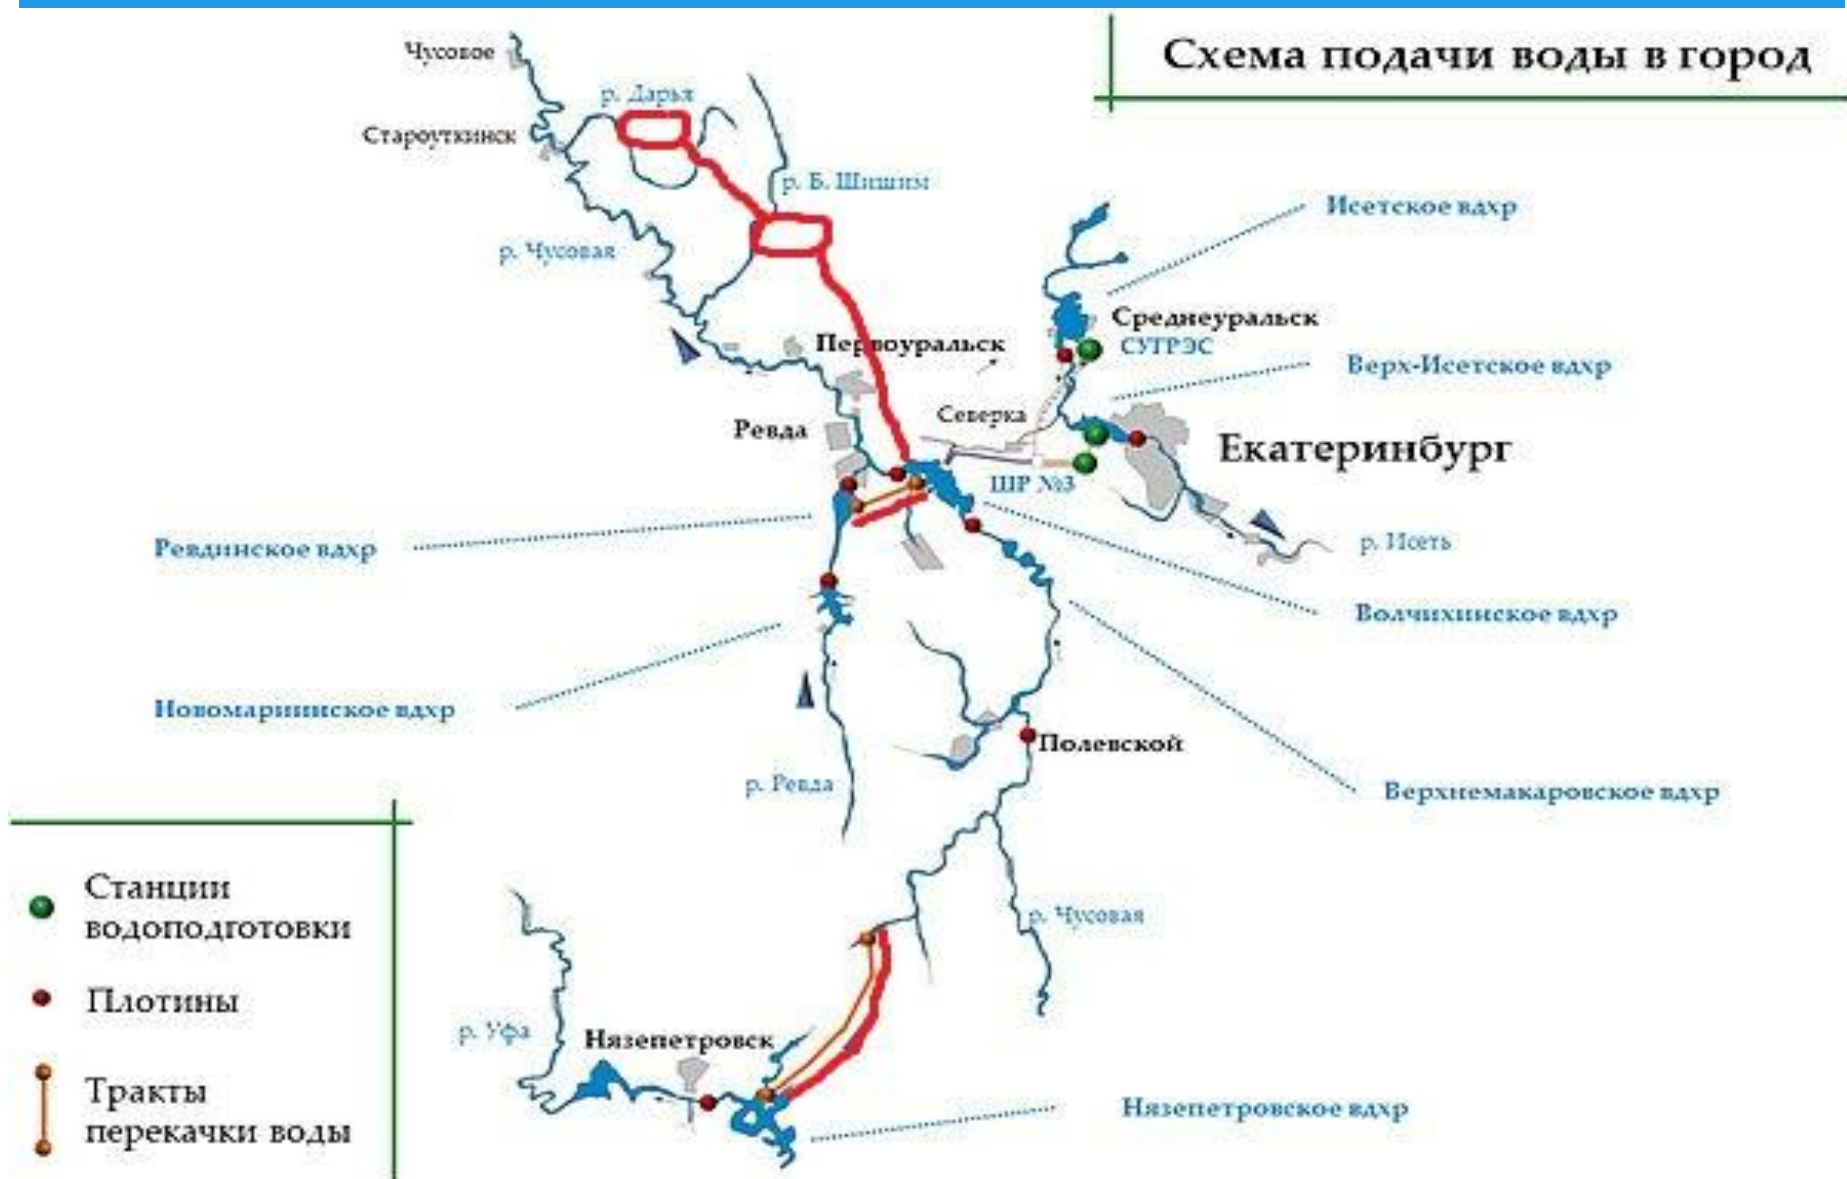 Схема подачи воды в город
Чусовое
р. Дарья
Староуткинск
р. Б. Шишим
Исетское вдхр
р. Чусовая
Среднеуральск
СУГРЭС
Первоуральск
Верх-Исетское вдхр
Северка
Ревда
Екатеринбург
ШР №3
Ревдинское вдхр
р. Исеть
Волчихинское вдхр
Новомариинское вдхр
Полевской
р. Ревда
Верхнемакаровское вдхр
Станции
водоподготовки
р. Чусовая
Плотины
р. Уфа
Нязепетровск
Тракты
перекачки воды
Нязепетровское вдхр